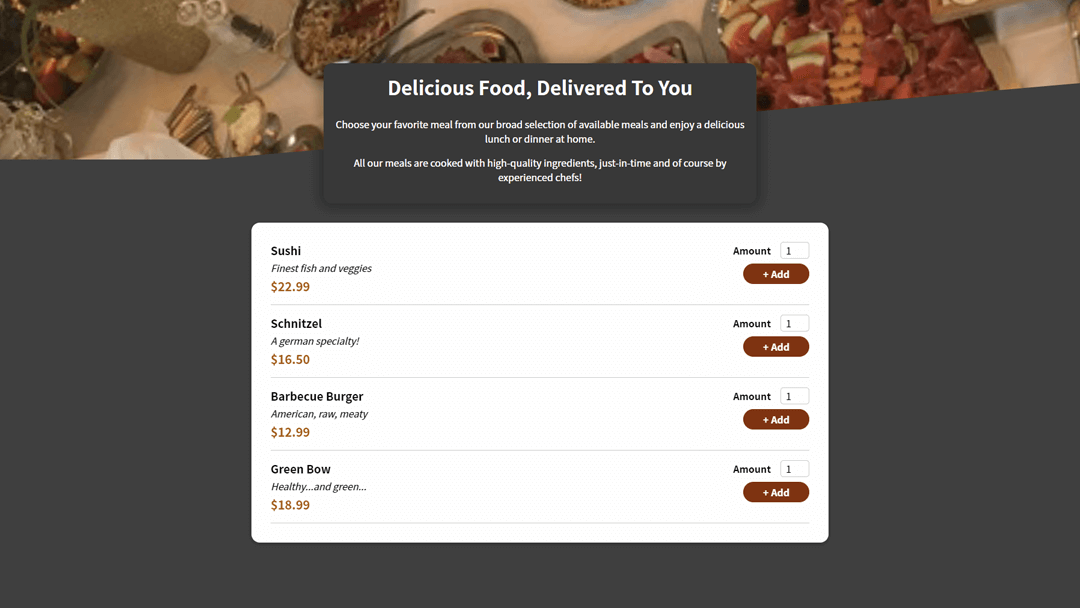 Delicious Food, Delivered To You
Choose your favorite meal from our broad selection of available meals and enjoy a delicious
lunch or dinner at home.
All our meals are cooked with high-quality ingredients, just-in-time and of course by
experienced chefs!
Sushi
Finest fish and veggies
$22.99
Amount 1
+ Add
Schnitzel
A german specialty!
$16.50
Amount 1
+ Add
Barbecue Burger
American, raw, meaty
$12.99
Amount 1
+ Add
Green Bow
Healthy...and green...
$18.99
Amount 1
+ Add